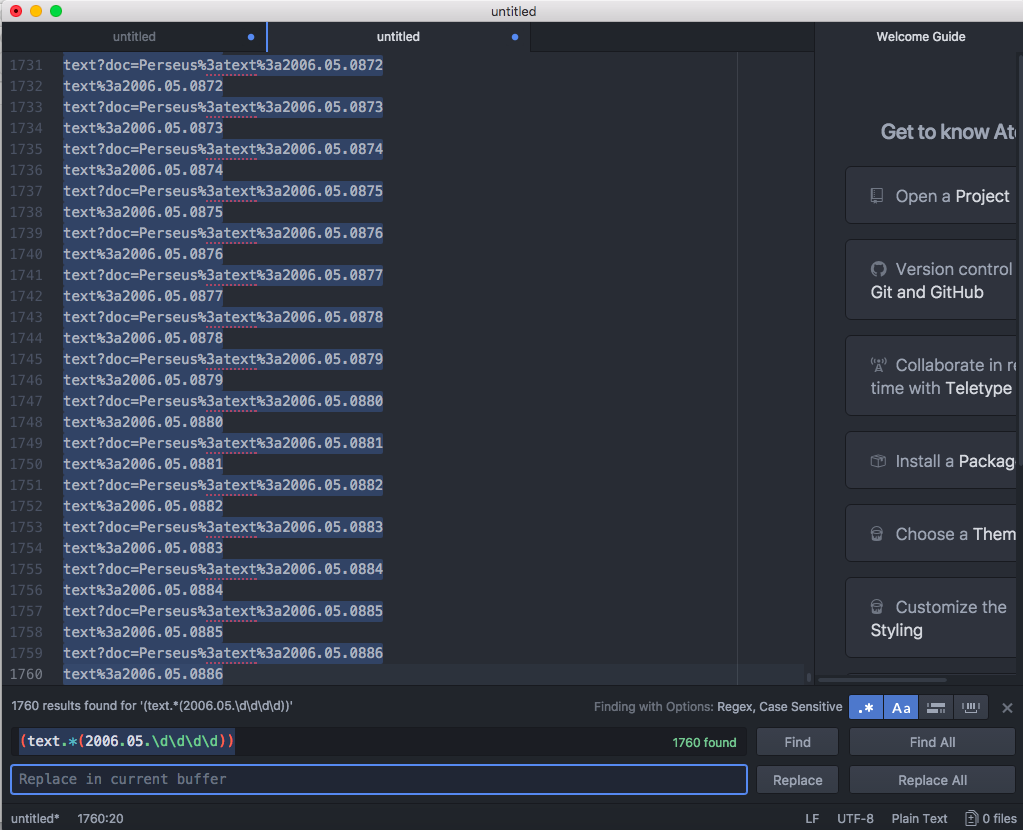 untitled
untitled
untitled
Welcome Guide
1731 text?doc=Perseus%3atext%3a2006.05.0872
1732 text%3a2006.05.0872
1733 text?doc=Perseus%3atext%3a2006.05.0873
1734 text%3a2006.05.0873
1735 text?doc=Perseus%3atext%3a2006.05.0874
1736 text%3a2006.05.0874
1737 text?doc=Perseus%3atext%3a2006.05.0875
1738 text%3a2006.05.0875
1739 text?doc=Perseus%3atext%3a2006.05.0876
1740 text%3a2006.05.0876
1741 text?doc=Perseus%3atext%3a2006.05.0877
1742 text%3a2006.05.0877
1743 text?doc=Perseus%3atext%3a2006.05.0878
1744 text%3a2006.05.0878
1745 text?doc=Perseus%3atext%3a2006.05.0879
1746 text%3a2006.05.0879
1747 text?doc=Perseus%3atext%3a2006.05.0880
1748 text%3a2006.05.0880
1749 text?doc=Perseus%3atext%3a2006.05.0881
1750 text%3a2006.05.0881
1751 text?doc=Perseus%3atext%3a2006.05.0882
1752 text%3a2006.05.0882
1753 text?doc=Perseus%3atext%3a2006.05.0883
1754 text%3a2006.05.0883
1755 text?doc=Perseus%3atext%3a2006.05.0884
1756 text%3a2006.05.0884
1757 text?doc=Perseus%3atext%3a2006.05.0885
1758 text%3a2006.05.0885
1759 text?doc=Perseus%3atext%3a2006.05.0886
1760 text%3a2006.05.0886
Get to know Ato
Open a Project
Version control
Git and GitHub
Collaborate in re
time with Teletype
Install a Packag
Choose a Them
Customize the
Styling
1760 results found for '(text.*(2006.05.\d\d\d\d))'
Finding with Options: Regex, Case Sensitive
.*
Aa
(text.*(2006.05.\d\d\d\d))
1760 found
Find
Find All
Replace in current buffer
Replace
Replace All
untitled* 1760:20
LF UTF-8 Plain Text 0 files